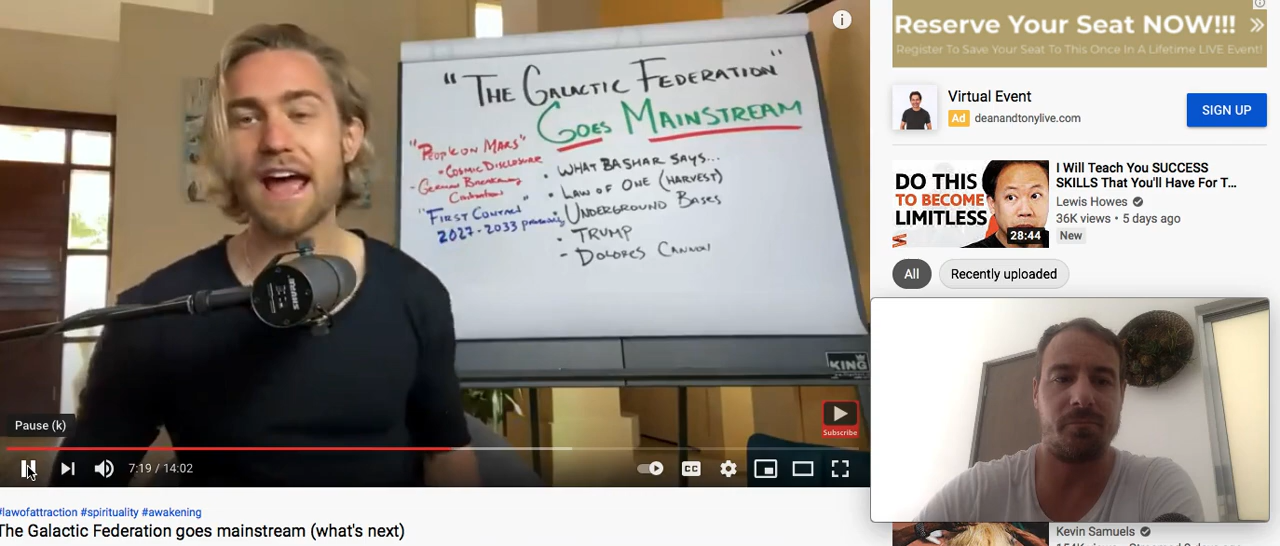 "THE GALACTIC FEDERATION"
GOES MAINSTREAM
"PEOPLE ON MARS"
• COSMIC DISCLOSURE
- GERMAN BREAKAWAY
"FIRST CONTACT"
2027-2033
• WHAT BASHAR SAYS...
• LAW OF ONE (HARVEST)
• UNDERGROUND BASES
• TRUMP
- DOLORES CANNON
SHURE
KING
Subscribe
Pause (k)
7:19 / 14:02
CC
#lawofattraction #spirituality #awakening
The Galactic Federation goes mainstream (what's next)
Reserve Your Seat NOW!!!
Register To Save Your Seat To This Once In A Lifetime LIVE Event!
Virtual Event
Ad deanandtonylive.com
SIGN UP
DO THIS
TO BECOME
LIMITLESS
28:44
I Will Teach You SUCCESS
SKILLS That You'll Have For T...
Lewis Howes
36K views • 5 days ago
New
All
Recently uploaded
Kevin Samuels